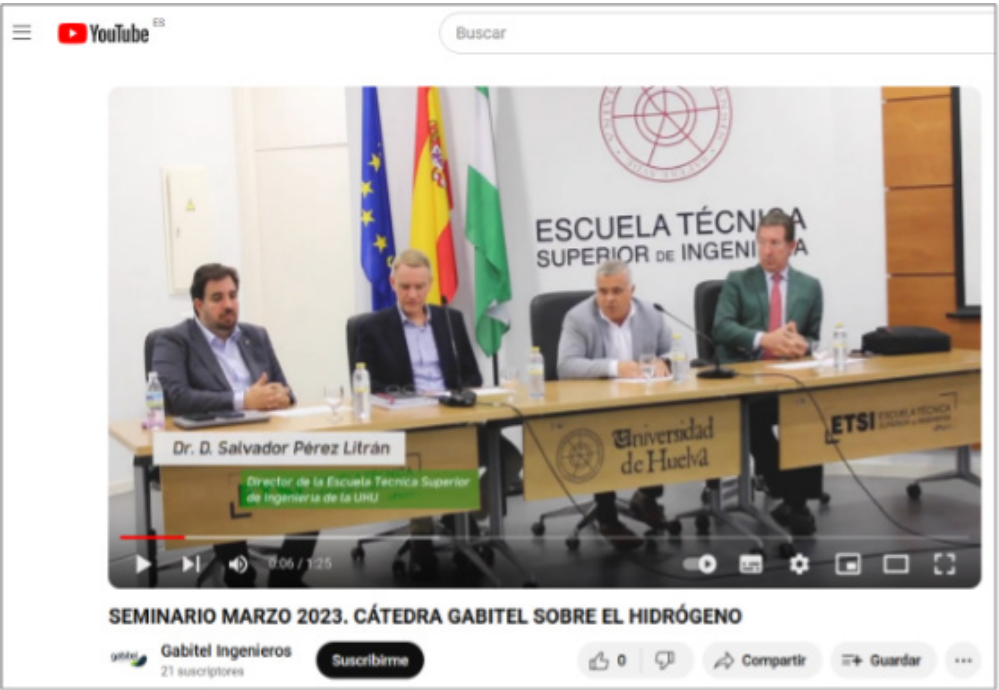 YouTube ES
Buscar
ESCUELA TÉCNICA
SUPERIOR DE INGENIERÍA
Universidad
de Huelva
ETSI ESCUELA TÉCNICA
Dr. D. Salvador Pérez Litrán
Director de la Escuela Técnica Superior
de Ingeniería de la UHU
0:06 / 1:25
SEMINARIO MARZO 2023. CÁTEDRA GABITEL SOBRE EL HIDRÓGENO
gabitel
Gabitel Ingenieros
21 suscriptores
Suscribirme
0
Compartir
Guardar